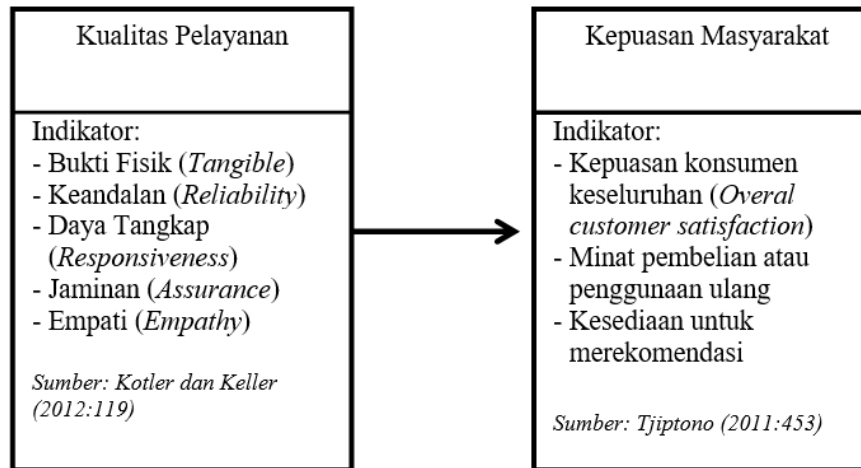 Kualitas Pelayanan
Indikator:
- Bukti Fisik (Tangible)
- Keandalan (Reliability)
- Daya Tangkap
(Responsiveness)
- Jaminan (Assurance)
- Empati (Empathy)
Sumber: Kotler dan Keller
(2012:119)
Kepuasan Masyarakat
Indikator:
- Kepuasan konsumen
keseluruhan (Overal
customer satisfaction)
- Minat pembelian atau
penggunaan ulang
- Kesediaan untuk
merekomendasi
Sumber: Tjiptono (2011:453)